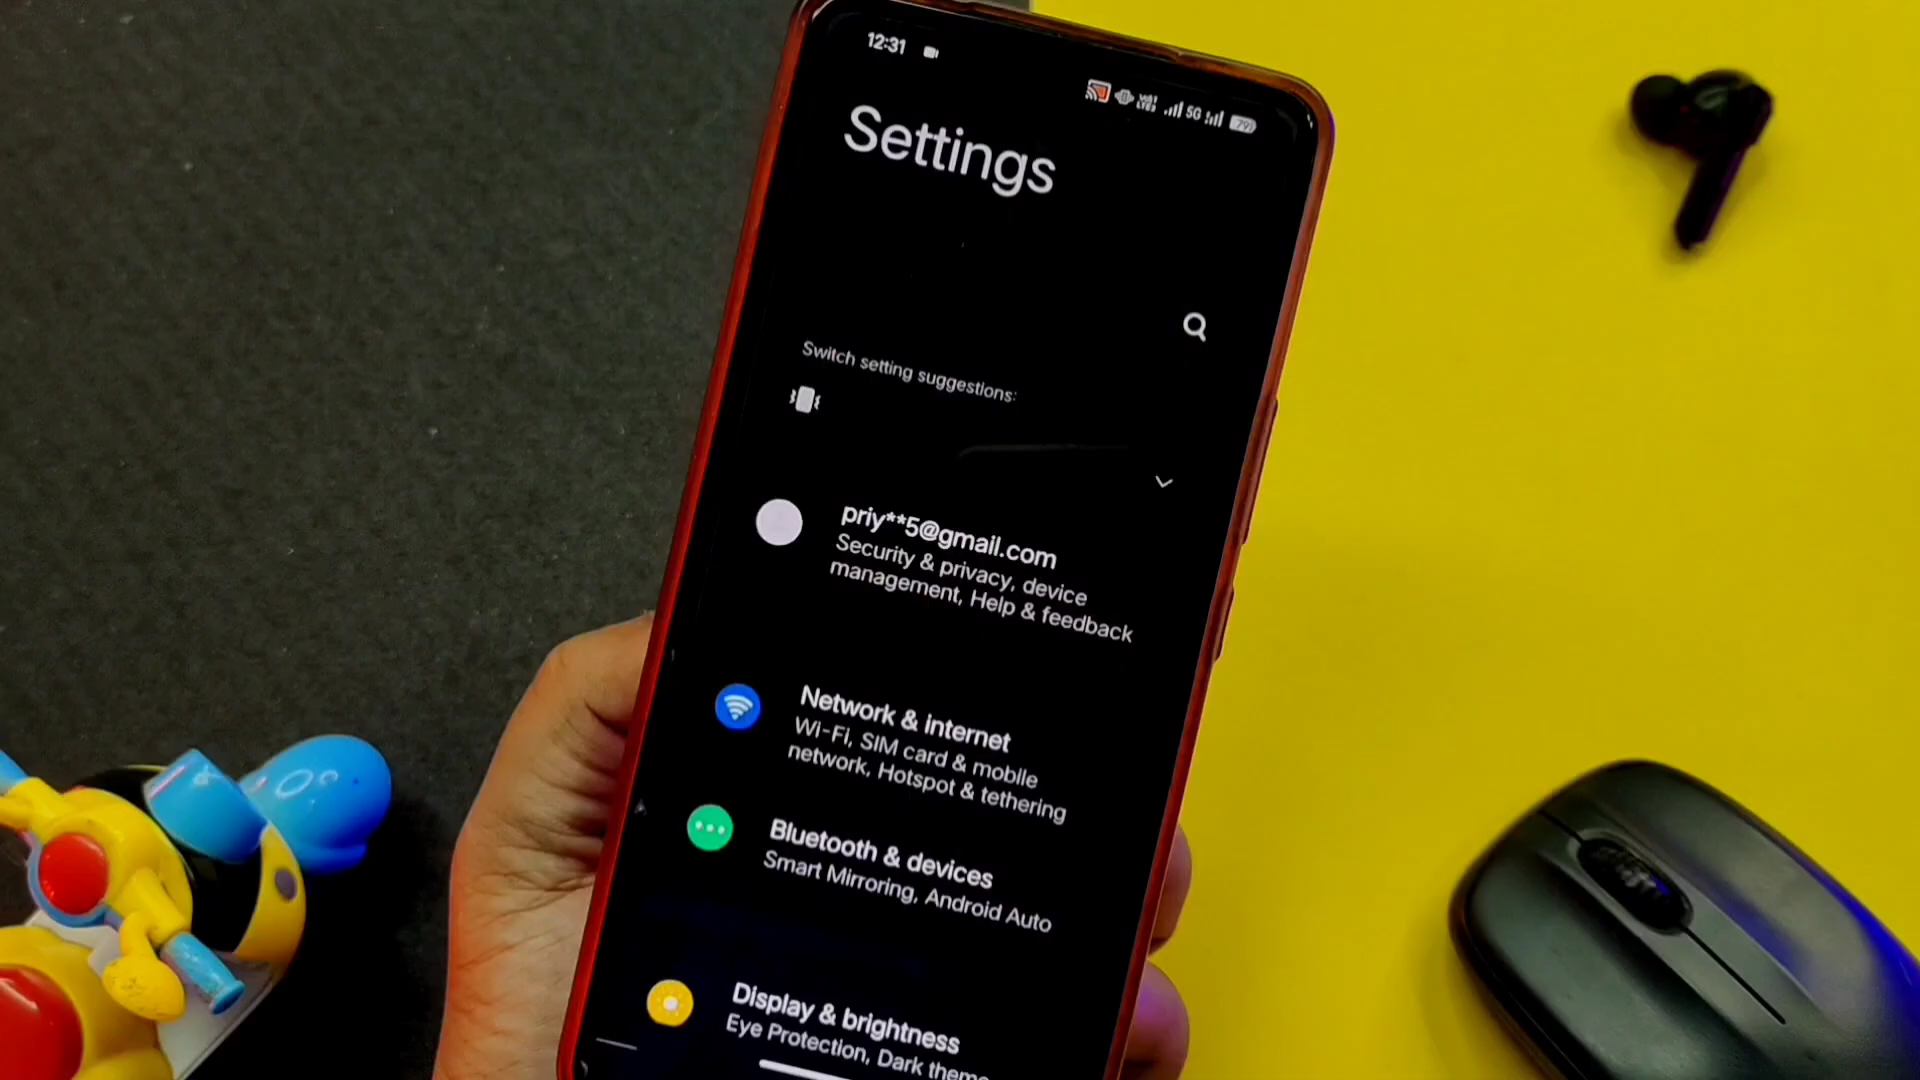 12:31
5G 79
Settings
Switch setting suggestions:
priy**5@gmail.com
Security & privacy, device
management, Help & feedback
Network & internet
Wi-Fi, SIM card & mobile
network, Hotspot & tethering
Bluetooth & devices
Smart Mirroring, Android Auto
Display & brightness
Eye Protection, Dark theme